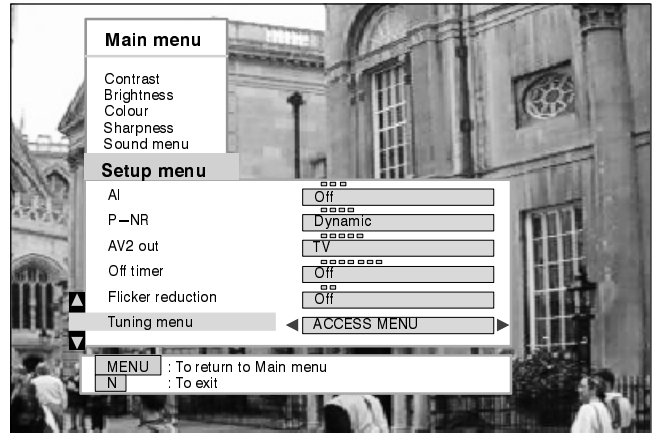 Main menu
Contrast
Brightness
Colour
Sharpness
Sound menu
Setup menu
AI Off
P–NR Dynamic
AV2 out TV
Off timer Off
Flicker reduction Off
Tuning menu ACCESS MENU
MENU : To return to Main menu
N : To exit